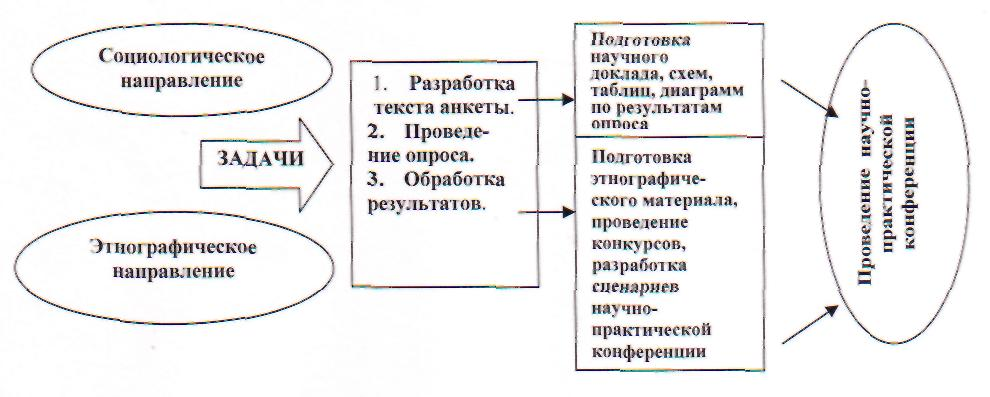 Социологическое
направление
ЗАДАЧИ
Этнографическое
направление
1. Разработка
текста анкеты.
2. Проведе-
ние опроса.
3. Обработка
результатов.
Подготовка
научного
доклада, схем,
таблиц, диаграмм
по результатам
опроса
Подготовка
этнографиче-
ского материала,
проведение
конкурсов,
разработка
сценариев
научно-
практической
конференции
Проведение научно-
практической
конференции